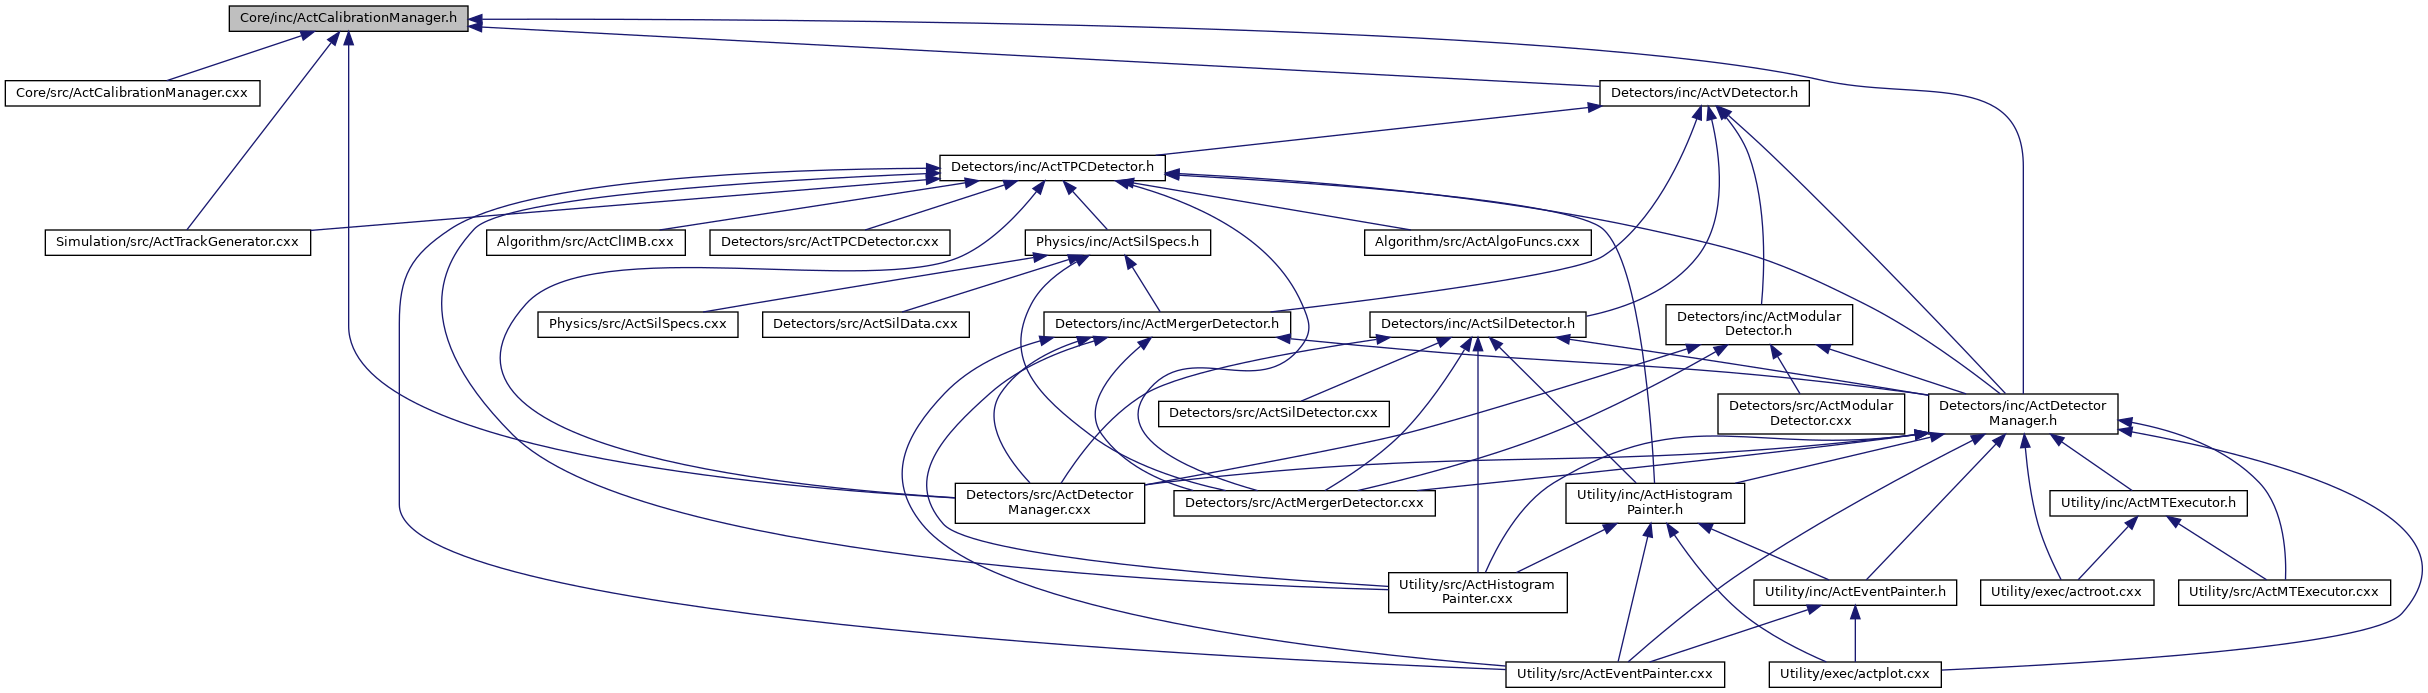 Core/inc/ActCalibrationManager.h
Core/src/ActCalibrationManager.cxx
Detectors/inc/ActVDetector.h
Detectors/inc/ActTPCDetector.h
Simulation/src/ActTrackGenerator.cxx
Algorithm/src/ActClIMB.cxx
Detectors/src/ActTPCDetector.cxx
Physics/inc/ActSilSpecs.h
Algorithm/src/ActAlgoFuncs.cxx
Physics/src/ActSilSpecs.cxx
Detectors/src/ActSilData.cxx
Detectors/inc/ActMergerDetector.h
Detectors/inc/ActSilDetector.h
Detectors/inc/ActModular
Detector.h
Detectors/src/ActSilDetector.cxx
Detectors/src/ActModular
Detector.cxx
Detectors/inc/ActDetector
Manager.h
Detectors/src/ActDetector
Manager.cxx
Detectors/src/ActMergerDetector.cxx
Utility/inc/ActHistogram
Painter.h
Utility/inc/ActMTExecutor.h
Utility/src/ActHistogram
Painter.cxx
Utility/inc/ActEventPainter.h
Utility/exec/actroot.cxx
Utility/src/ActMTExecutor.cxx
Utility/src/ActEventPainter.cxx
Utility/exec/actplot.cxx